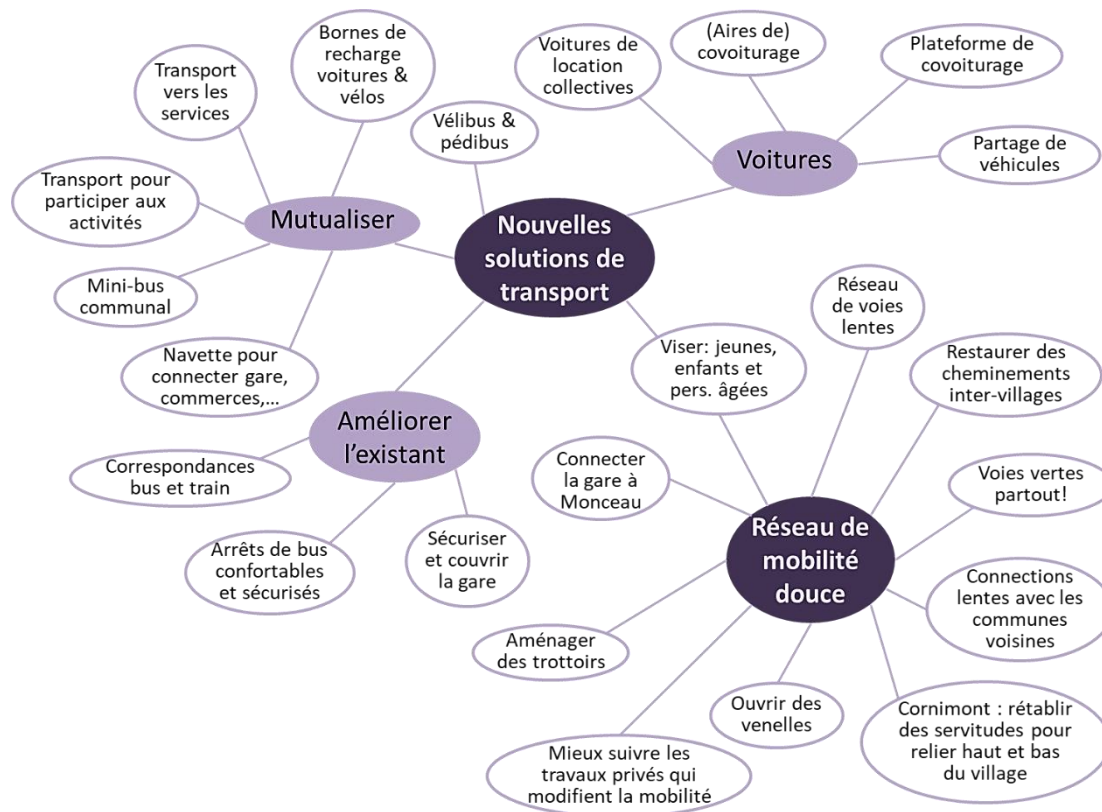 Bornes de
recharge
voitures &
vélos
Transport
vers les
services
Transport pour
participer aux
activités
Mutualiser
Mini-bus
communal
Navette pour
connecter gare,
commerces,...
Vélibus &
pédibus
Voitures de
location
collectives
(Aires de)
covoiturage
Plateforme de
covoiturage
Partage de
véhicules
Voitures
Nouvelles
solutions de
transport
Améliorer
l'existant
Correspondances
bus et train
Arrêts de bus
confortables
et sécurisés
Sécuriser
et couvrir
la gare
Viser: jeunes,
enfants et
pers. âgées
Réseau
de voies
lentes
Restaurer des
cheminements
inter-villages
Connecter
la gare à
Monceau
Réseau de
mobilité
douce
Voies vertes
partout!
Connections
lentes avec les
communes
voisines
Aménager
des trottoirs
Ouvrir des
venelles
Mieux suivre les
travaux privés qui
modifient la mobilité
Cornimont : rétablir
des servitudes pour
relier haut et bas
du village